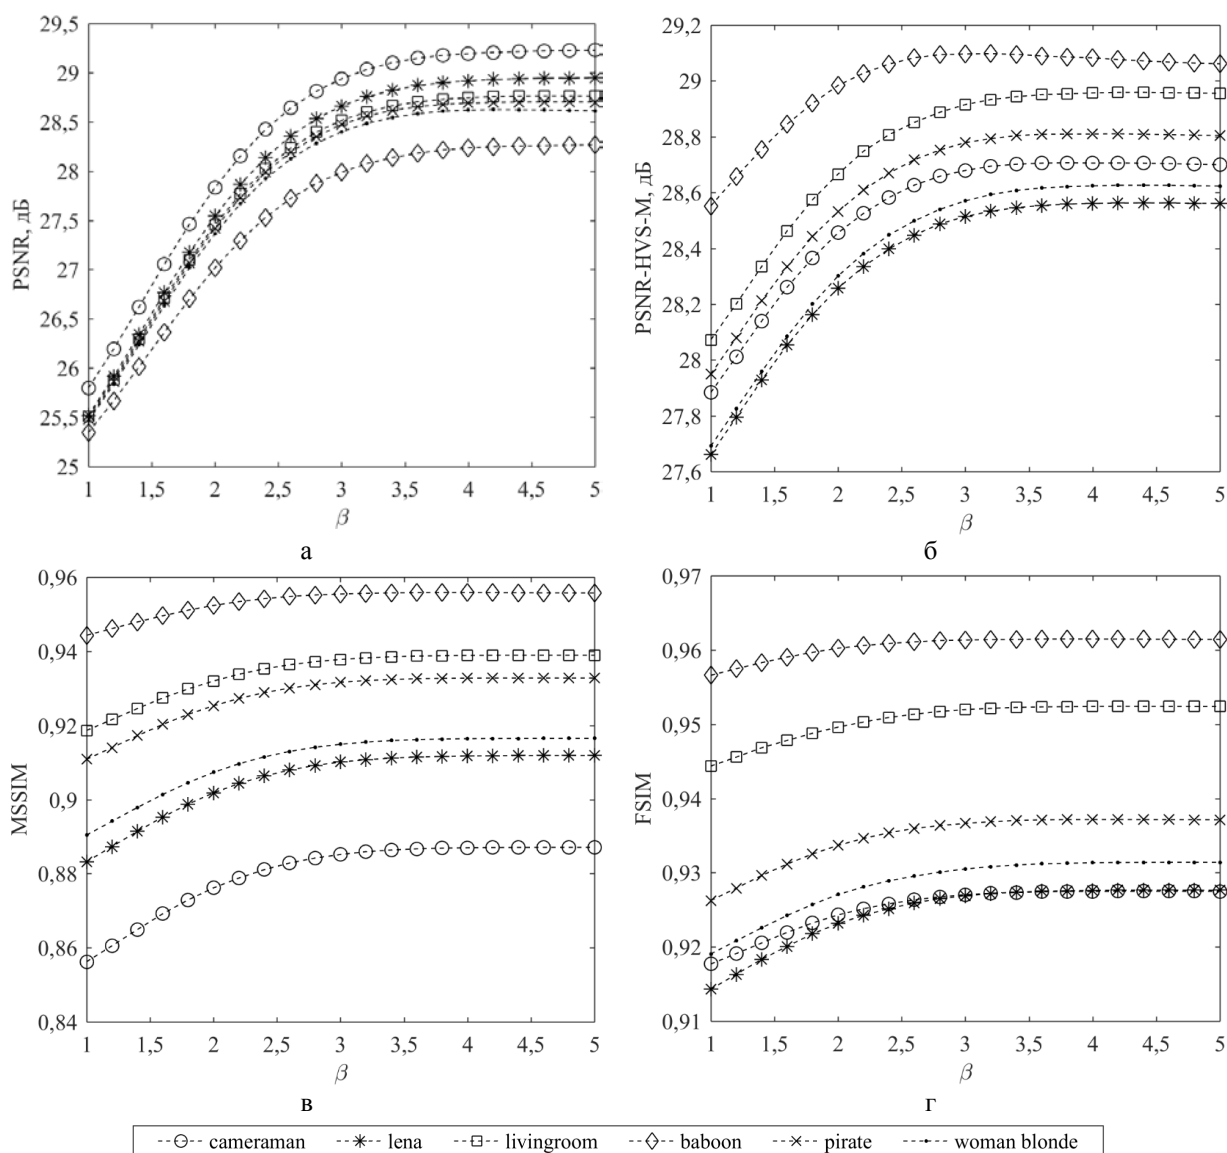 29,5
29
28,5
28
27,5
27
26,5
26
25,5
25
PSNR, дБ
1 1,5 2 2,5 3 3,5 4 4,5 5
β
а
29,2
29
28,8
28,6
28,4
28,2
28
27,8
27,6
PSNR-HVS-M, дБ
1 1,5 2 2,5 3 3,5 4 4,5 5
β
б
0,96
0,94
0,92
0,9
0,88
0,86
0,84
MSSIM
1 1,5 2 2,5 3 3,5 4 4,5 5
β
в
0,97
0,96
0,95
0,94
0,93
0,92
0,91
FSIM
1 1,5 2 2,5 3 3,5 4 4,5 5
β
г
cameraman lena livingroom baboon pirate woman blonde